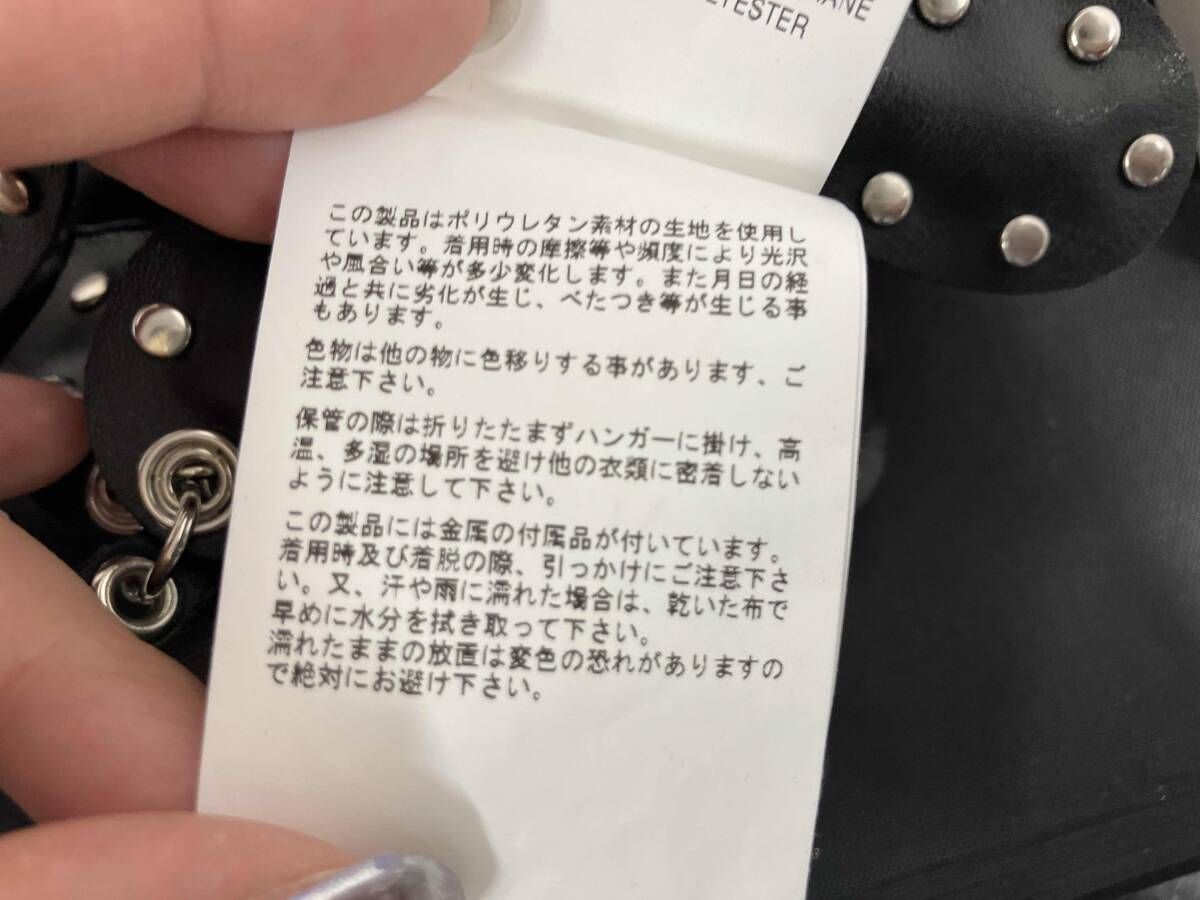 この製品はポリウレタン素材の生地を使用し
ています。着用時の摩擦等や頻度により光沢
や風合い等が多少変化します。また月日の経
過と共に劣化が生じ、べたつき等が生じる事
もあります。
色物は他の物に色移りする事があります、ご
注意下さい。
保管の際は折りたたまずハンガーに掛け、高
温、多湿の場所を避け他の衣類に密着しない
ように注意して下さい。
この製品には金属の付属品が付いています。
着用時及び着脱の際、引っかけにご注意下さ
い。又、汗や雨に濡れた場合は、乾いた布で
早めに水分を拭き取って下さい。
濡れたままの放置は変色の恐れがありますの
で絶対にお避け下さい。